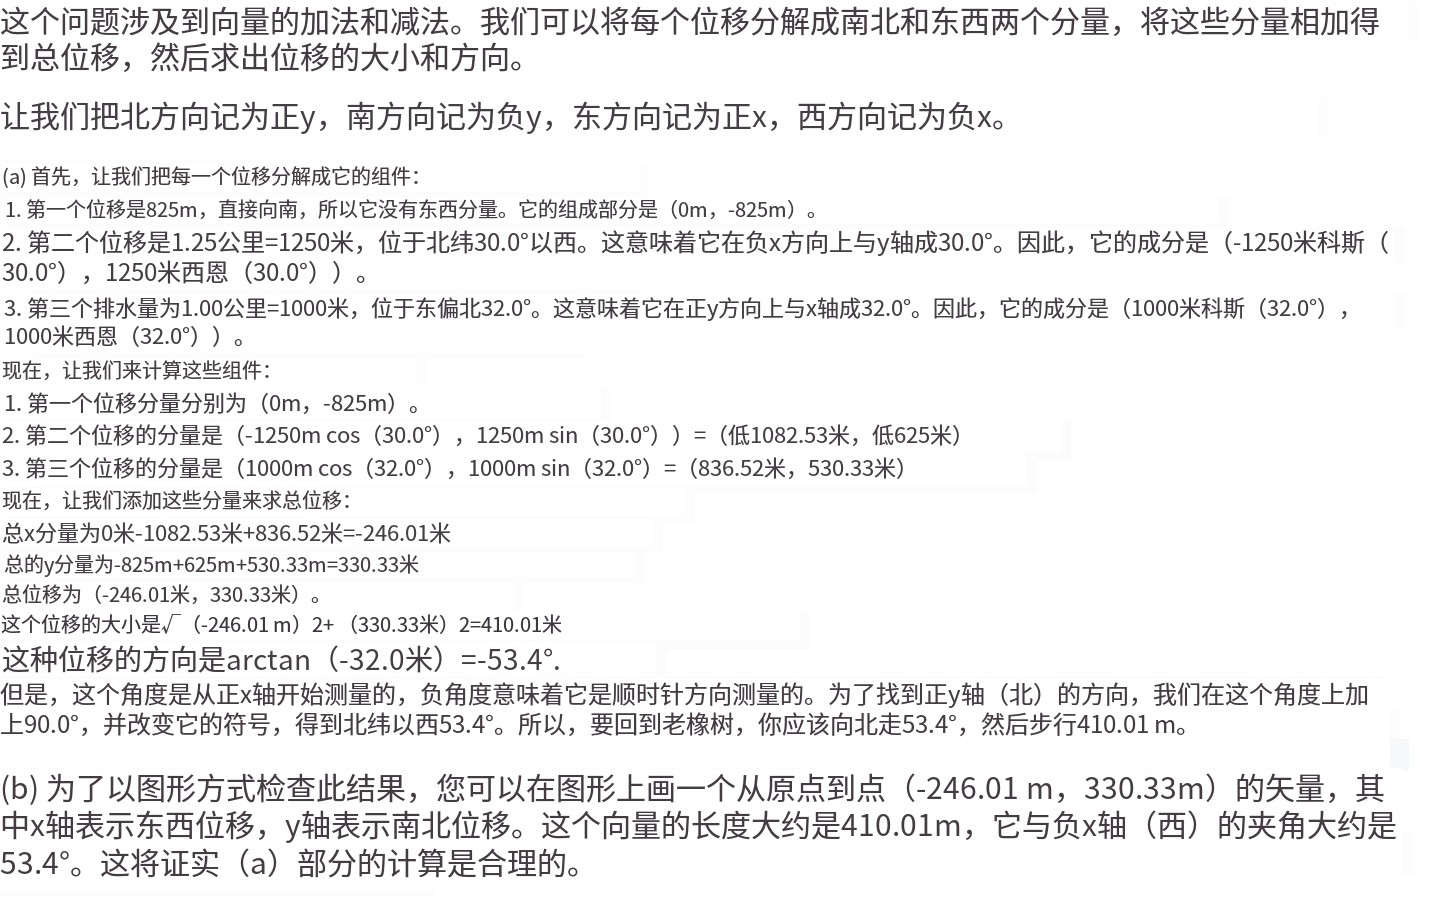 这个问题涉及到向量的加法和减法。我们可以将每个位移分解成南北和东西两个分量，将这些分量相加得
到总位移，然后求出位移的大小和方向。
让我们把北方向记为正y，南方向记为负y，东方向记为正x，西方向记为负x。
(a) 首先，让我们把每一个位移分解成它的组件：
1. 第一个位移是825m，直接向南，所以它没有东西分量。它的组成部分是（0m，-825m）。
2. 第二个位移是1.25公里=1250米，位于北纬30.0°以西。这意味着它在负x方向上与y轴成30.0°。因此，它的成分是（-1250米科斯（
30.0°），1250米西恩（30.0°））。
3. 第三个排水量为1.00公里=1000米，位于东偏北32.0°。这意味着它在正y方向上与x轴成32.0°。因此，它的成分是（1000米科斯（32.0°），
1000米西恩（32.0°））。
现在，让我们来计算这些组件：
1. 第一个位移分量分别为（0m，-825m）。
2. 第二个位移的分量是（-1250m cos（30.0°），1250m sin（30.0°））=（低1082.53米，低625米）
3. 第三个位移的分量是（1000m cos（32.0°），1000m sin（32.0°）=（836.52米，530.33米）
现在，让我们添加这些分量来求总位移：
总x分量为0米-1082.53米+836.52米=-246.01米
总的y分量为-825m+625m+530.33m=330.33米
总位移为（-246.01米，330.33米）。
这个位移的大小是√（-246.01 m）2+ （330.33米）2=410.01米
这种位移的方向是arctan（-32.0米）=-53.4°.
但是，这个角度是从正x轴开始测量的，负角度意味着它是顺时针方向测量的。为了找到正y轴（北）的方向，我们在这个角度上加
上90.0°，并改变它的符号，得到北纬以西53.4°。所以，要回到老橡树，你应该向北走53.4°，然后步行410.01 m。
(b) 为了以图形方式检查此结果，您可以在图形上画一个从原点到点（-246.01 m，330.33m）的矢量，其
中x轴表示东西位移，y轴表示南北位移。这个向量的长度大约是410.01m，它与负x轴（西）的夹角大约是
53.4°。这将证实（a）部分的计算是合理的。